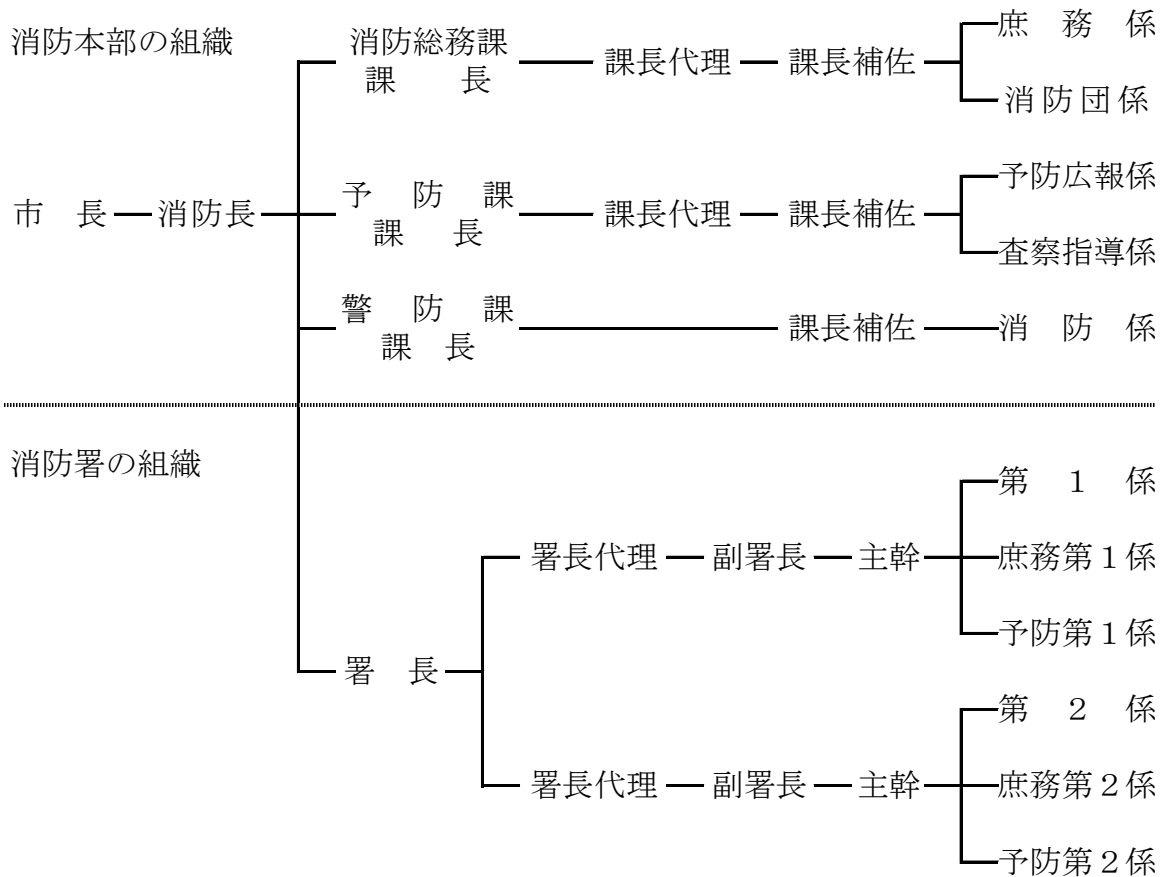 消防本部の組織
消防総務課
課　　長
課長代理
課長補佐
庶　務　係
消防団係
市　長
消防長
予　防　課
課　　長
課長代理
課長補佐
予防広報係
査察指導係
警　防　課
課　長
課長補佐
消　防　係
消防署の組織
署　長
署長代理
副署長
主幹
第　１　係
庶務第１係
予防第１係
署長代理
副署長
主幹
第　２　係
庶務第２係
予防第２係